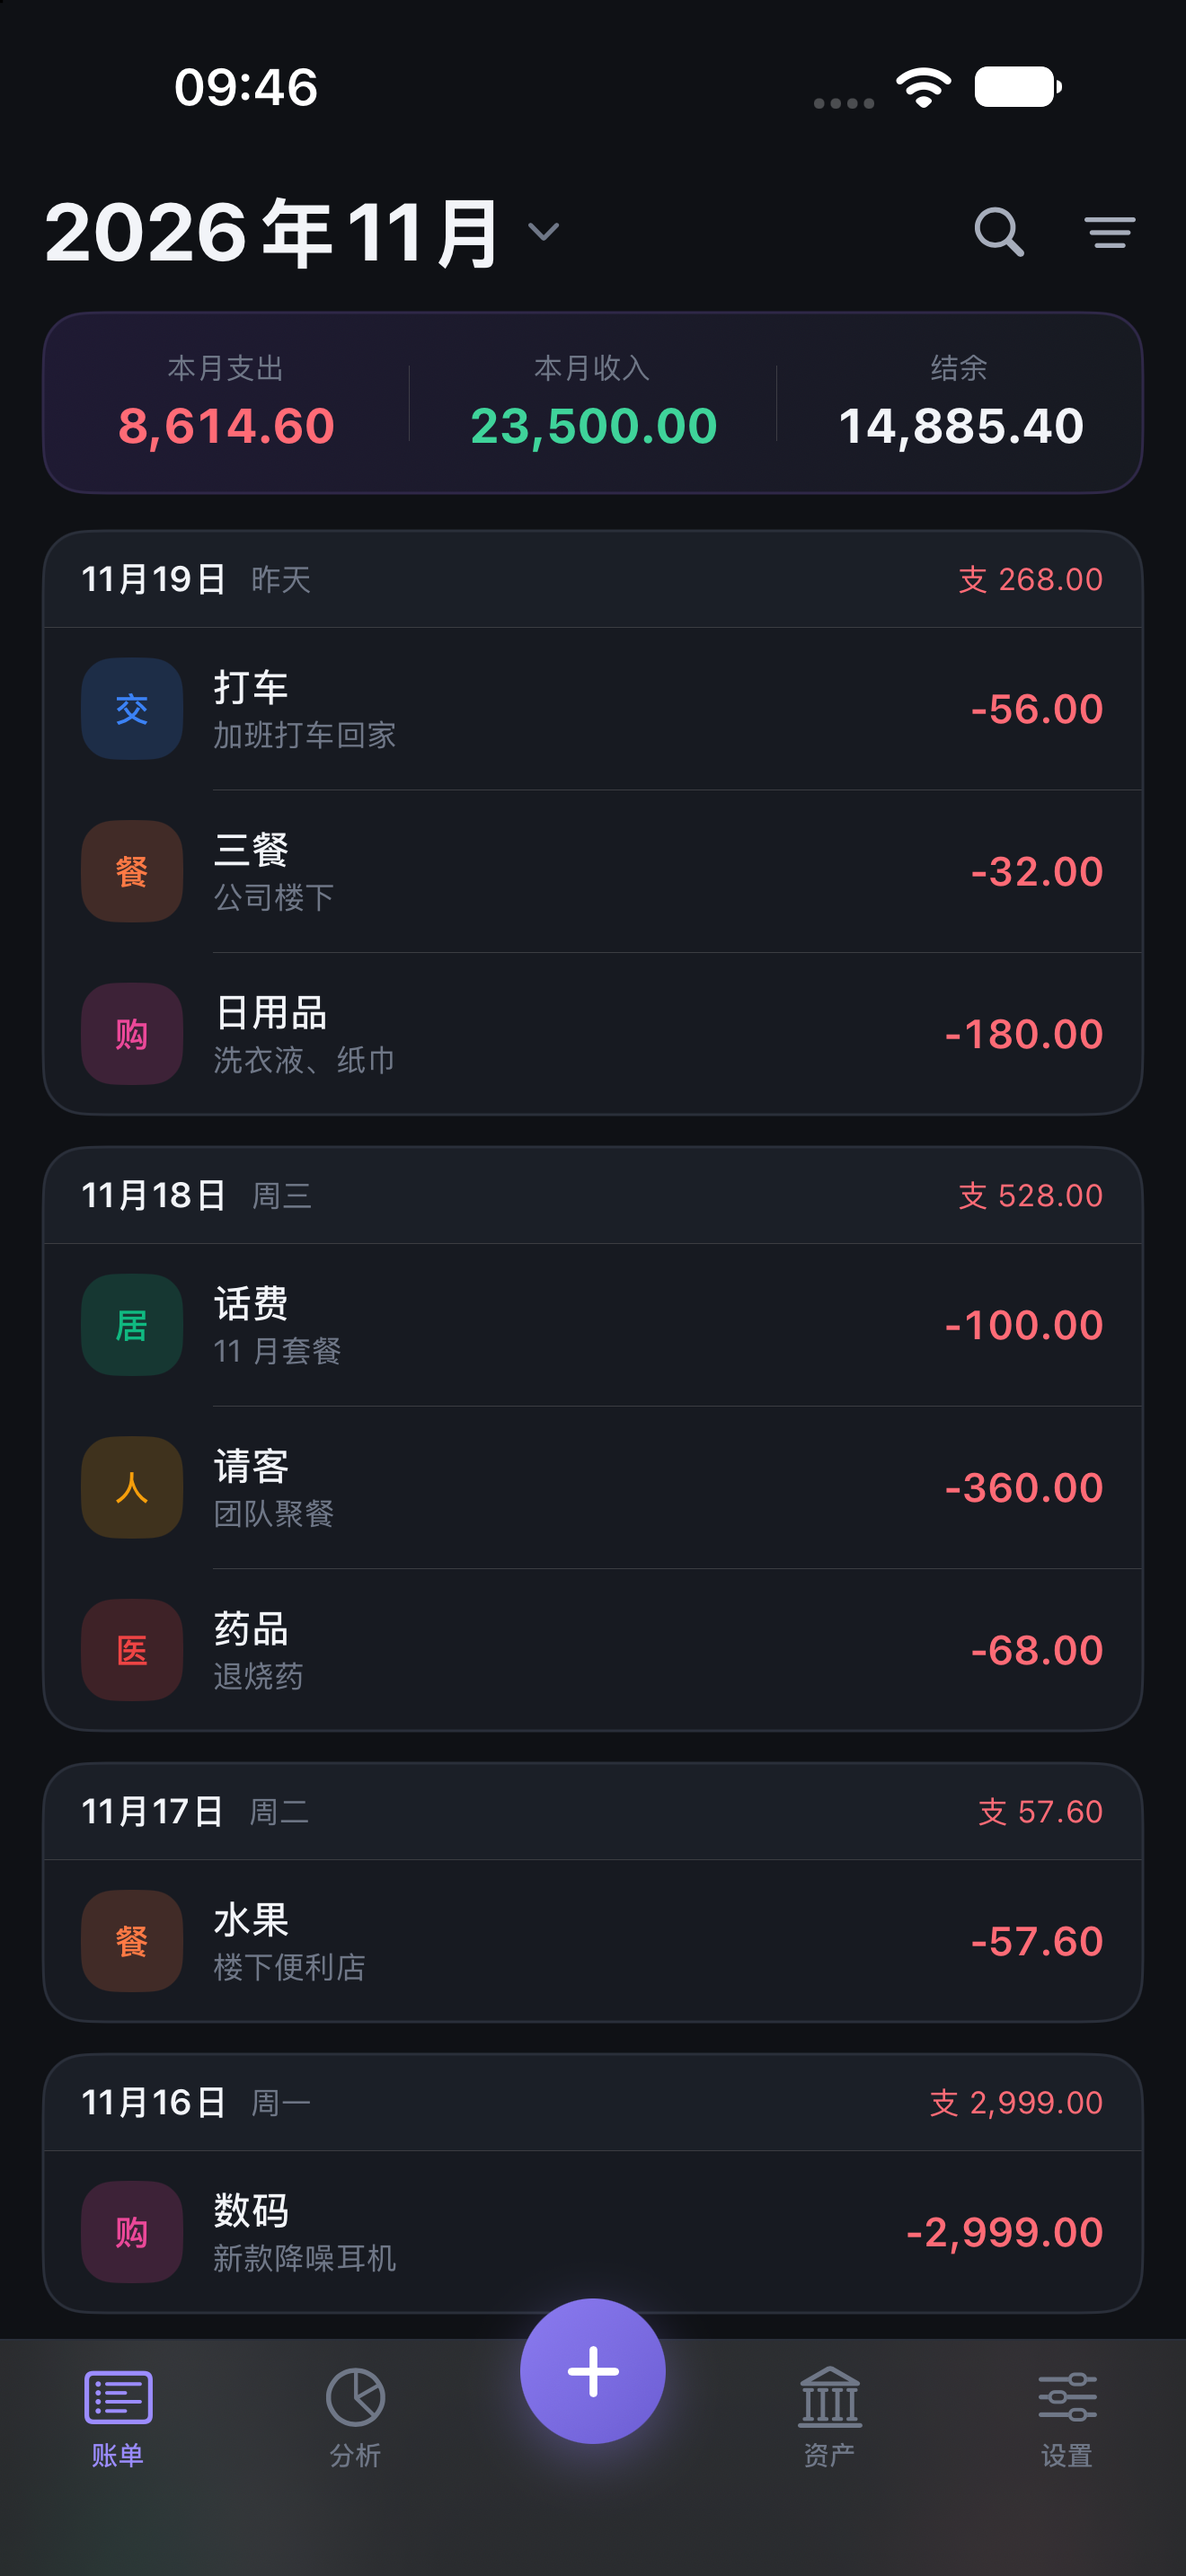 09:46
2026年11月
本月支出 本月收入 结余
8,614.60 23,500.00 14,885.40
11月19日 昨天 支 268.00
交 打车 -56.00
加班打车回家
餐 三餐 -32.00
公司楼下
购 日用品 -180.00
洗衣液、纸巾
11月18日 周三 支 528.00
居 话费 -100.00
11 月套餐
人 请客 -360.00
团队聚餐
医 药品 -68.00
退烧药
11月17日 周二 支 57.60
餐 水果 -57.60
楼下便利店
11月16日 周一 支 2,999.00
购 数码 -2,999.00
新款降噪耳机
账单 分析 资产 设置